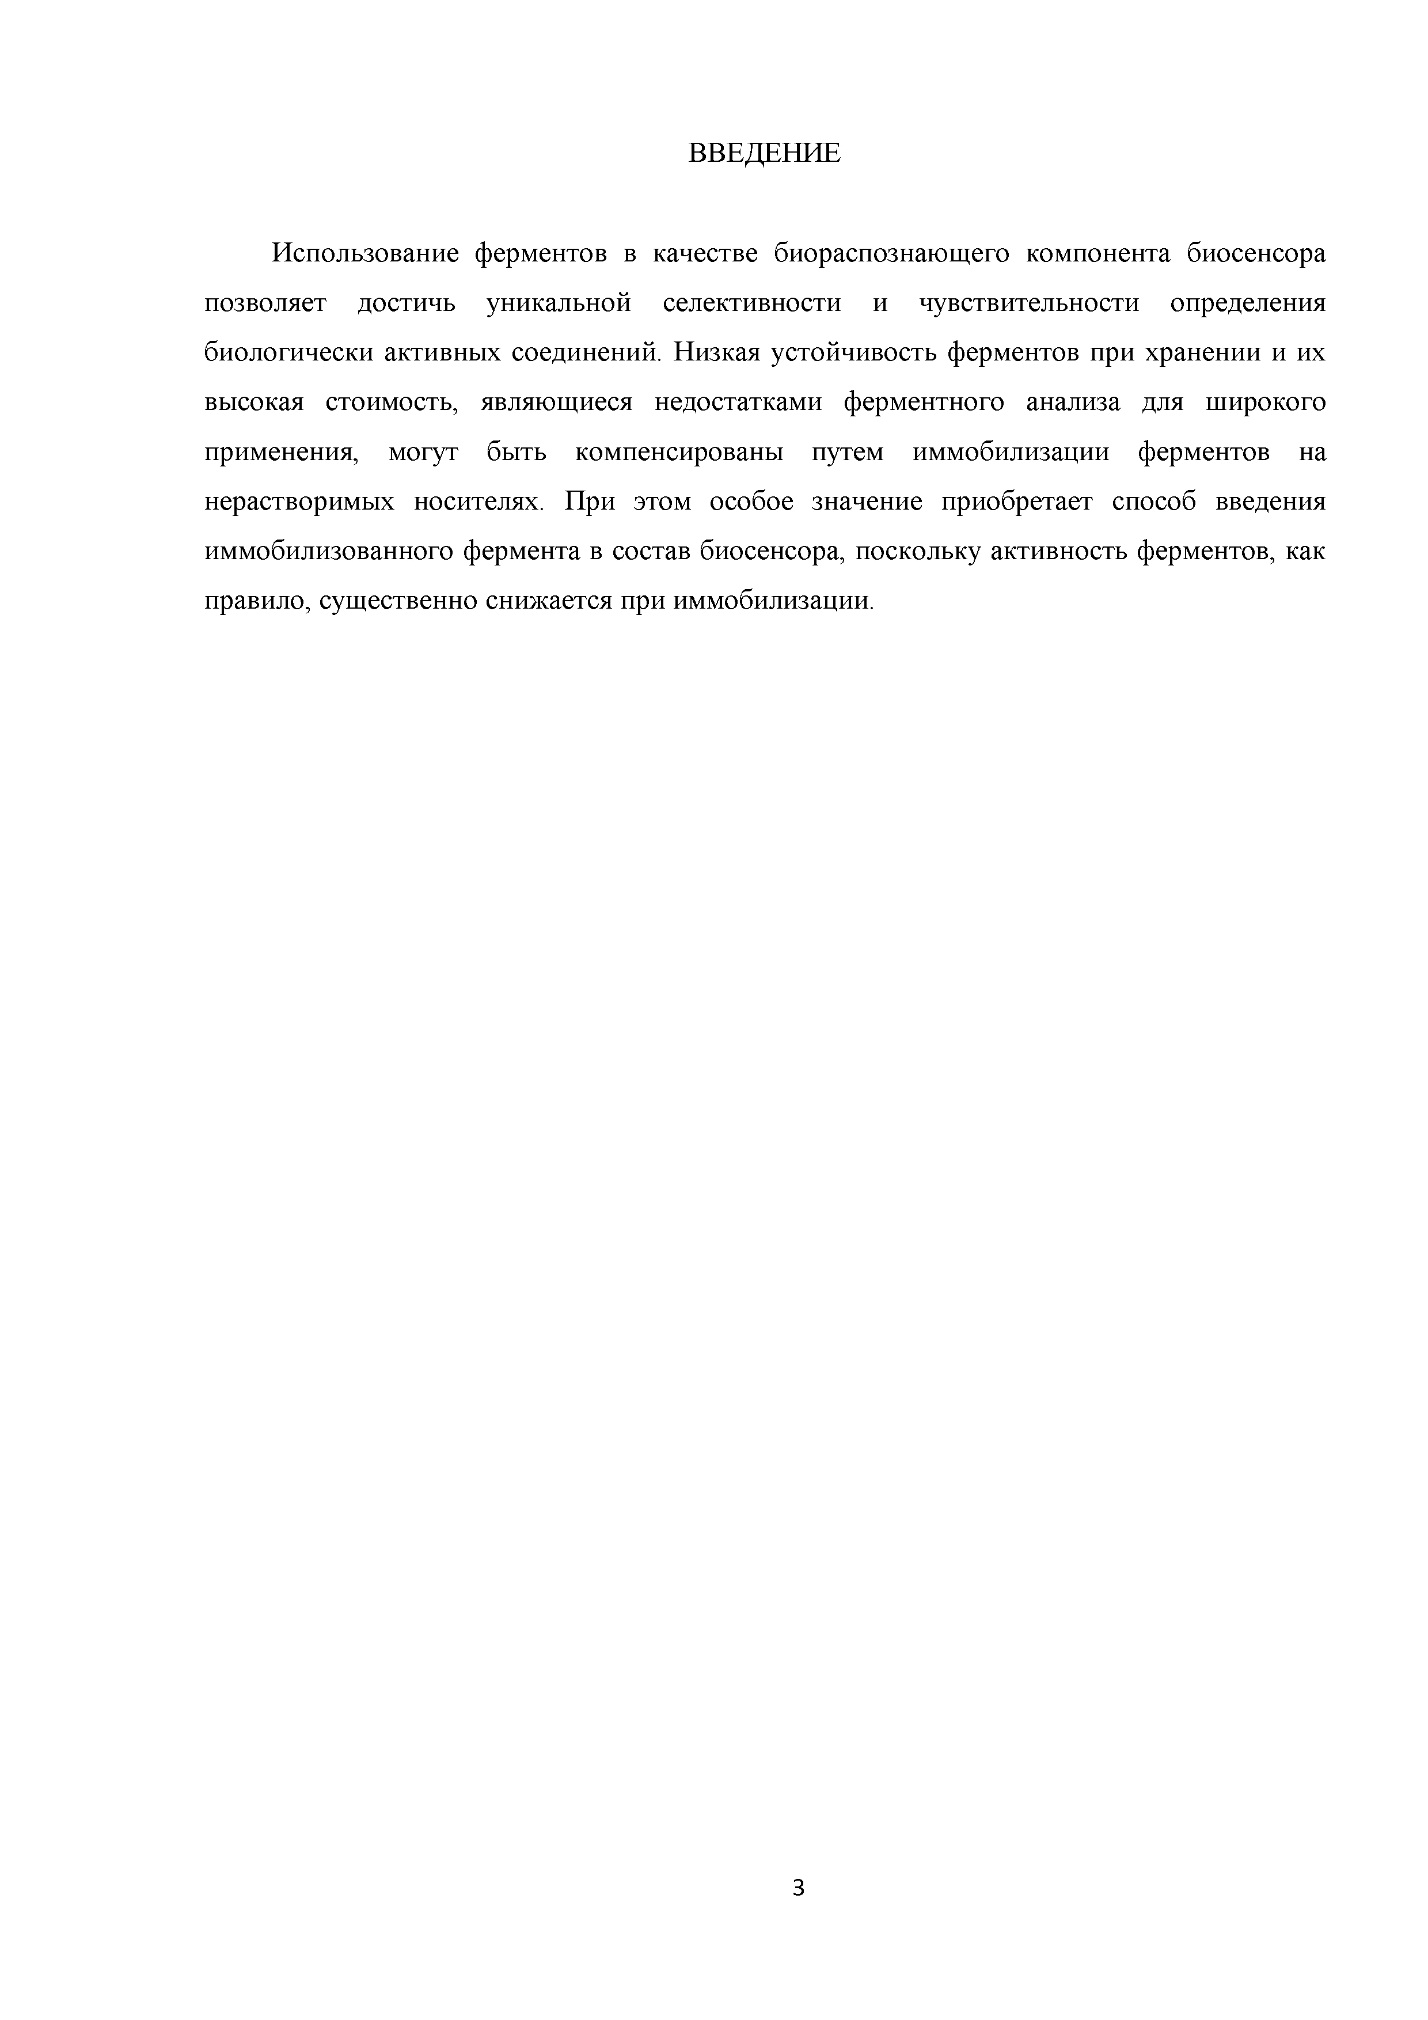 ВВЕДЕНИЕ
Использование ферментов в качестве биораспознающего компонента биосенсора
позволяет достичь уникальной селективности и чувствительности определения
биологически активных соединений. Низкая устойчивость ферментов при хранении и их
высокая стоимость, являющиеся недостатками ферментного анализа для широкого
применения, могут быть компенсированы путем иммобилизации ферментов на
нерастворимых носителях. При этом особое значение приобретает способ введения
иммобилизованного фермента в состав биосенсора, поскольку активность ферментов, как
правило, существенно снижается при иммобилизации.
3